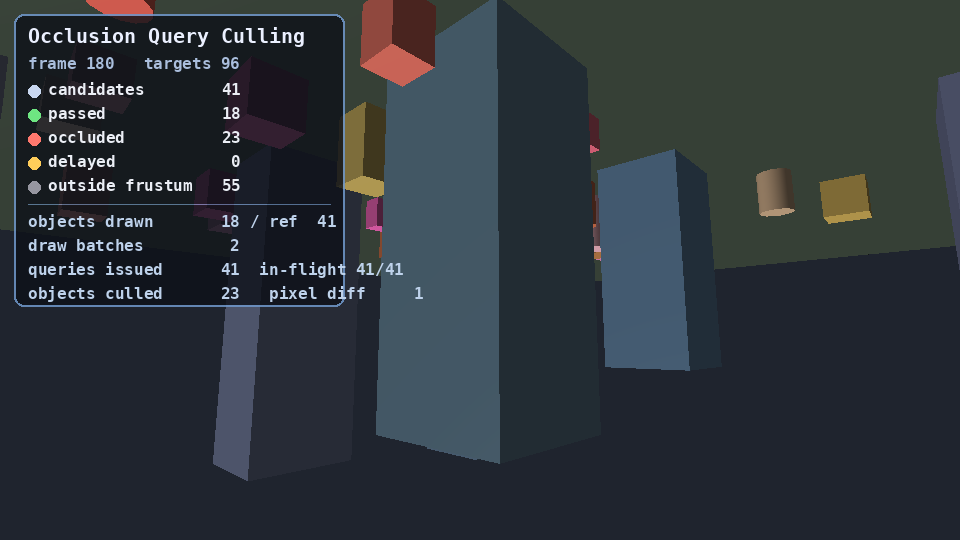 Occlusion Query Culling
frame 180 targets 96
candidates 41
passed 18
occluded 23
delayed 0
outside frustum 55
objects drawn 18 / ref 41
draw batches 2
queries issued 41 in-flight 41/41
objects culled 23 pixel diff 1